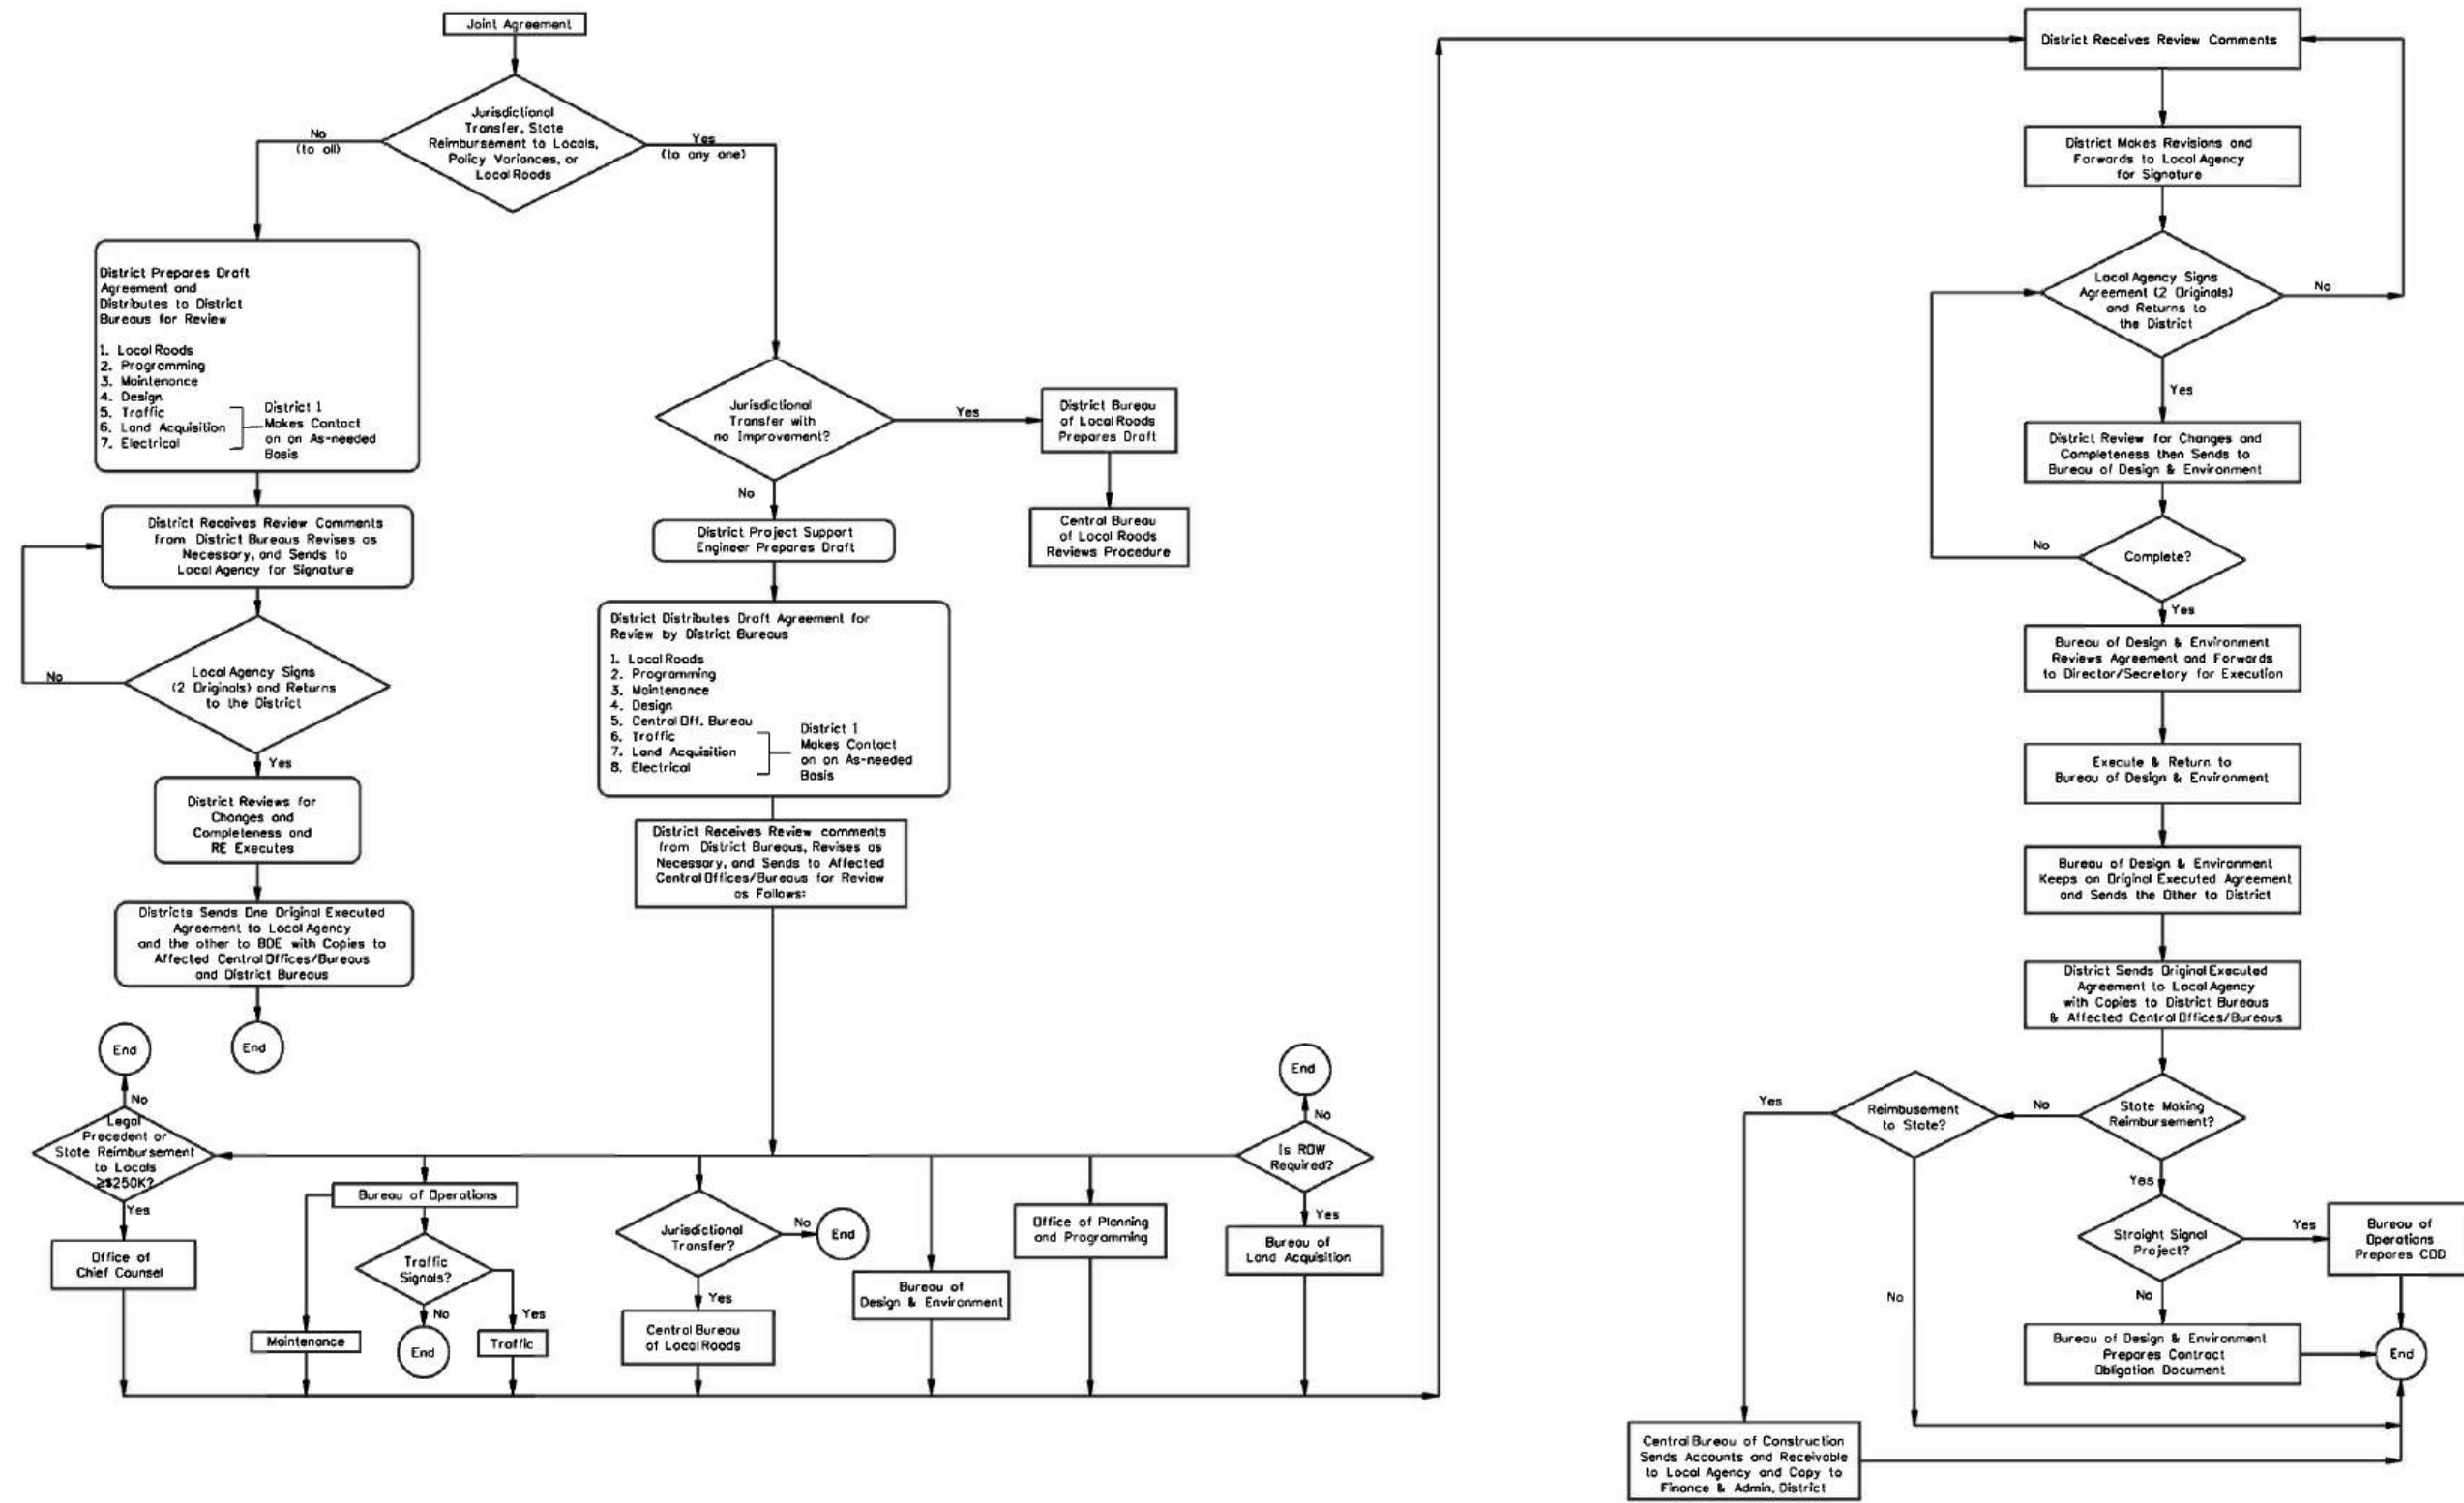 Joint Agreement
Jurisdictional
Transfer, State
Reimbursement to Locals,
Policy Variances, or
Local Roads
No
(to all)
Yes
(to any one)
District Prepares Draft
Agreement and
Distributes to District
Bureaus for Review
1. Local Roads
2. Programming
3. Maintenance
4. Design
5. Traffic
6. Land Acquisition
7. Electrical
District 1
Makes Contact
on an As-needed
Basis
District Receives Review Comments
from District Bureaus Revises as
Necessary, and Sends to
Local Agency for Signature
Local Agency Signs
(2 Originals) and Returns
to the District
No
Yes
District Reviews for
Changes and
Completeness and
RE Executes
Districts Sends One Original Executed
Agreement to Local Agency
and the other to BDE with Copies to
Affected Central Offices/Bureaus
and District Bureaus
End
Jurisdictional
Transfer with
no Improvement?
Yes
District Bureau
of Local Roads
Prepares Draft
Central Bureau
of Local Roads
Reviews Procedure
No
District Project Support
Engineer Prepares Draft
District Distributes Draft Agreement for
Review by District Bureaus
1. Local Roads
2. Programming
3. Maintenance
4. Design
5. Central Off. Bureau
6. Traffic
7. Land Acquisition
8. Electrical
District 1
Makes Contact
on an As-needed
Basis
District Receives Review comments
from District Bureaus, Revises as
Necessary, and Sends to Affected
Central Offices/Bureaus for Review
as Follows:
End
No
Legal
Precedent or
State Reimbursement
to Locals
≥$250K?
Yes
Office of
Chief Counsel
Bureau of Operations
Traffic
Signals?
No
End
Yes
Maintenance
Traffic
Jurisdictional
Transfer?
No
End
Yes
Central Bureau
of Local Roads
Bureau of
Design & Environment
Office of Planning
and Programming
End
No
Is ROW
Required?
Yes
Bureau of
Land Acquisition
District Receives Review Comments
District Makes Revisions and
Forwards to Local Agency
for Signature
Local Agency Signs
Agreement (2 Originals)
and Returns to
the District
No
Yes
District Review for Changes and
Completeness then Sends to
Bureau of Design & Environment
No
Complete?
Yes
Bureau of Design & Environment
Reviews Agreement and Forwards
to Director/Secretary for Execution
Execute & Return to
Bureau of Design & Environment
Bureau of Design & Environment
Keeps an Original Executed Agreement
and Sends the Other to District
District Sends Original Executed
Agreement to Local Agency
with Copies to District Bureaus
& Affected Central Offices/Bureaus
State Making
Reimbursement?
No
Reimbusement
to State?
Yes
No
Yes
Straight Signal
Project?
Yes
Bureau of
Operations
Prepares COD
No
Bureau of Design & Environment
Prepares Contract
Obligation Document
End
Central Bureau of Construction
Sends Accounts and Receivable
to Local Agency and Copy to
Finance & Admin, District